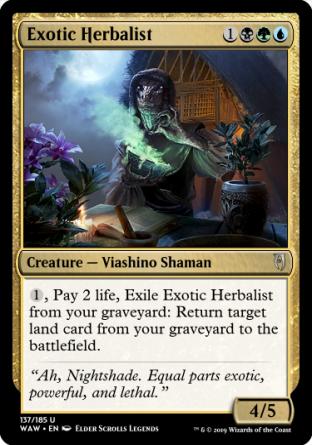 Exotic Herbalist 1
Creature — Viashino Shaman
1, Pay 2 life, Exile Exotic Herbalist
from your graveyard: Return target
land card from your graveyard to the
battlefield.
“Ah, Nightshade. Equal parts exotic,
powerful, and lethal.”
4/5
137/185 U
WAW • EN Elder Scrolls Legends
™ & © 2019 Wizards of the Coast